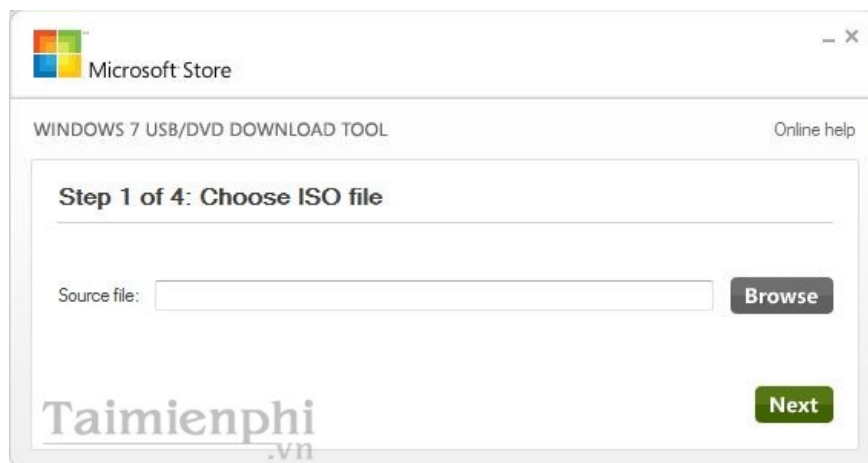 Microsoft Store
WINDOWS 7 USB/DVD DOWNLOAD TOOL
Online help
Step 1 of 4: Choose ISO file
Source file:
Browse
Next
Taimienphi
.vn